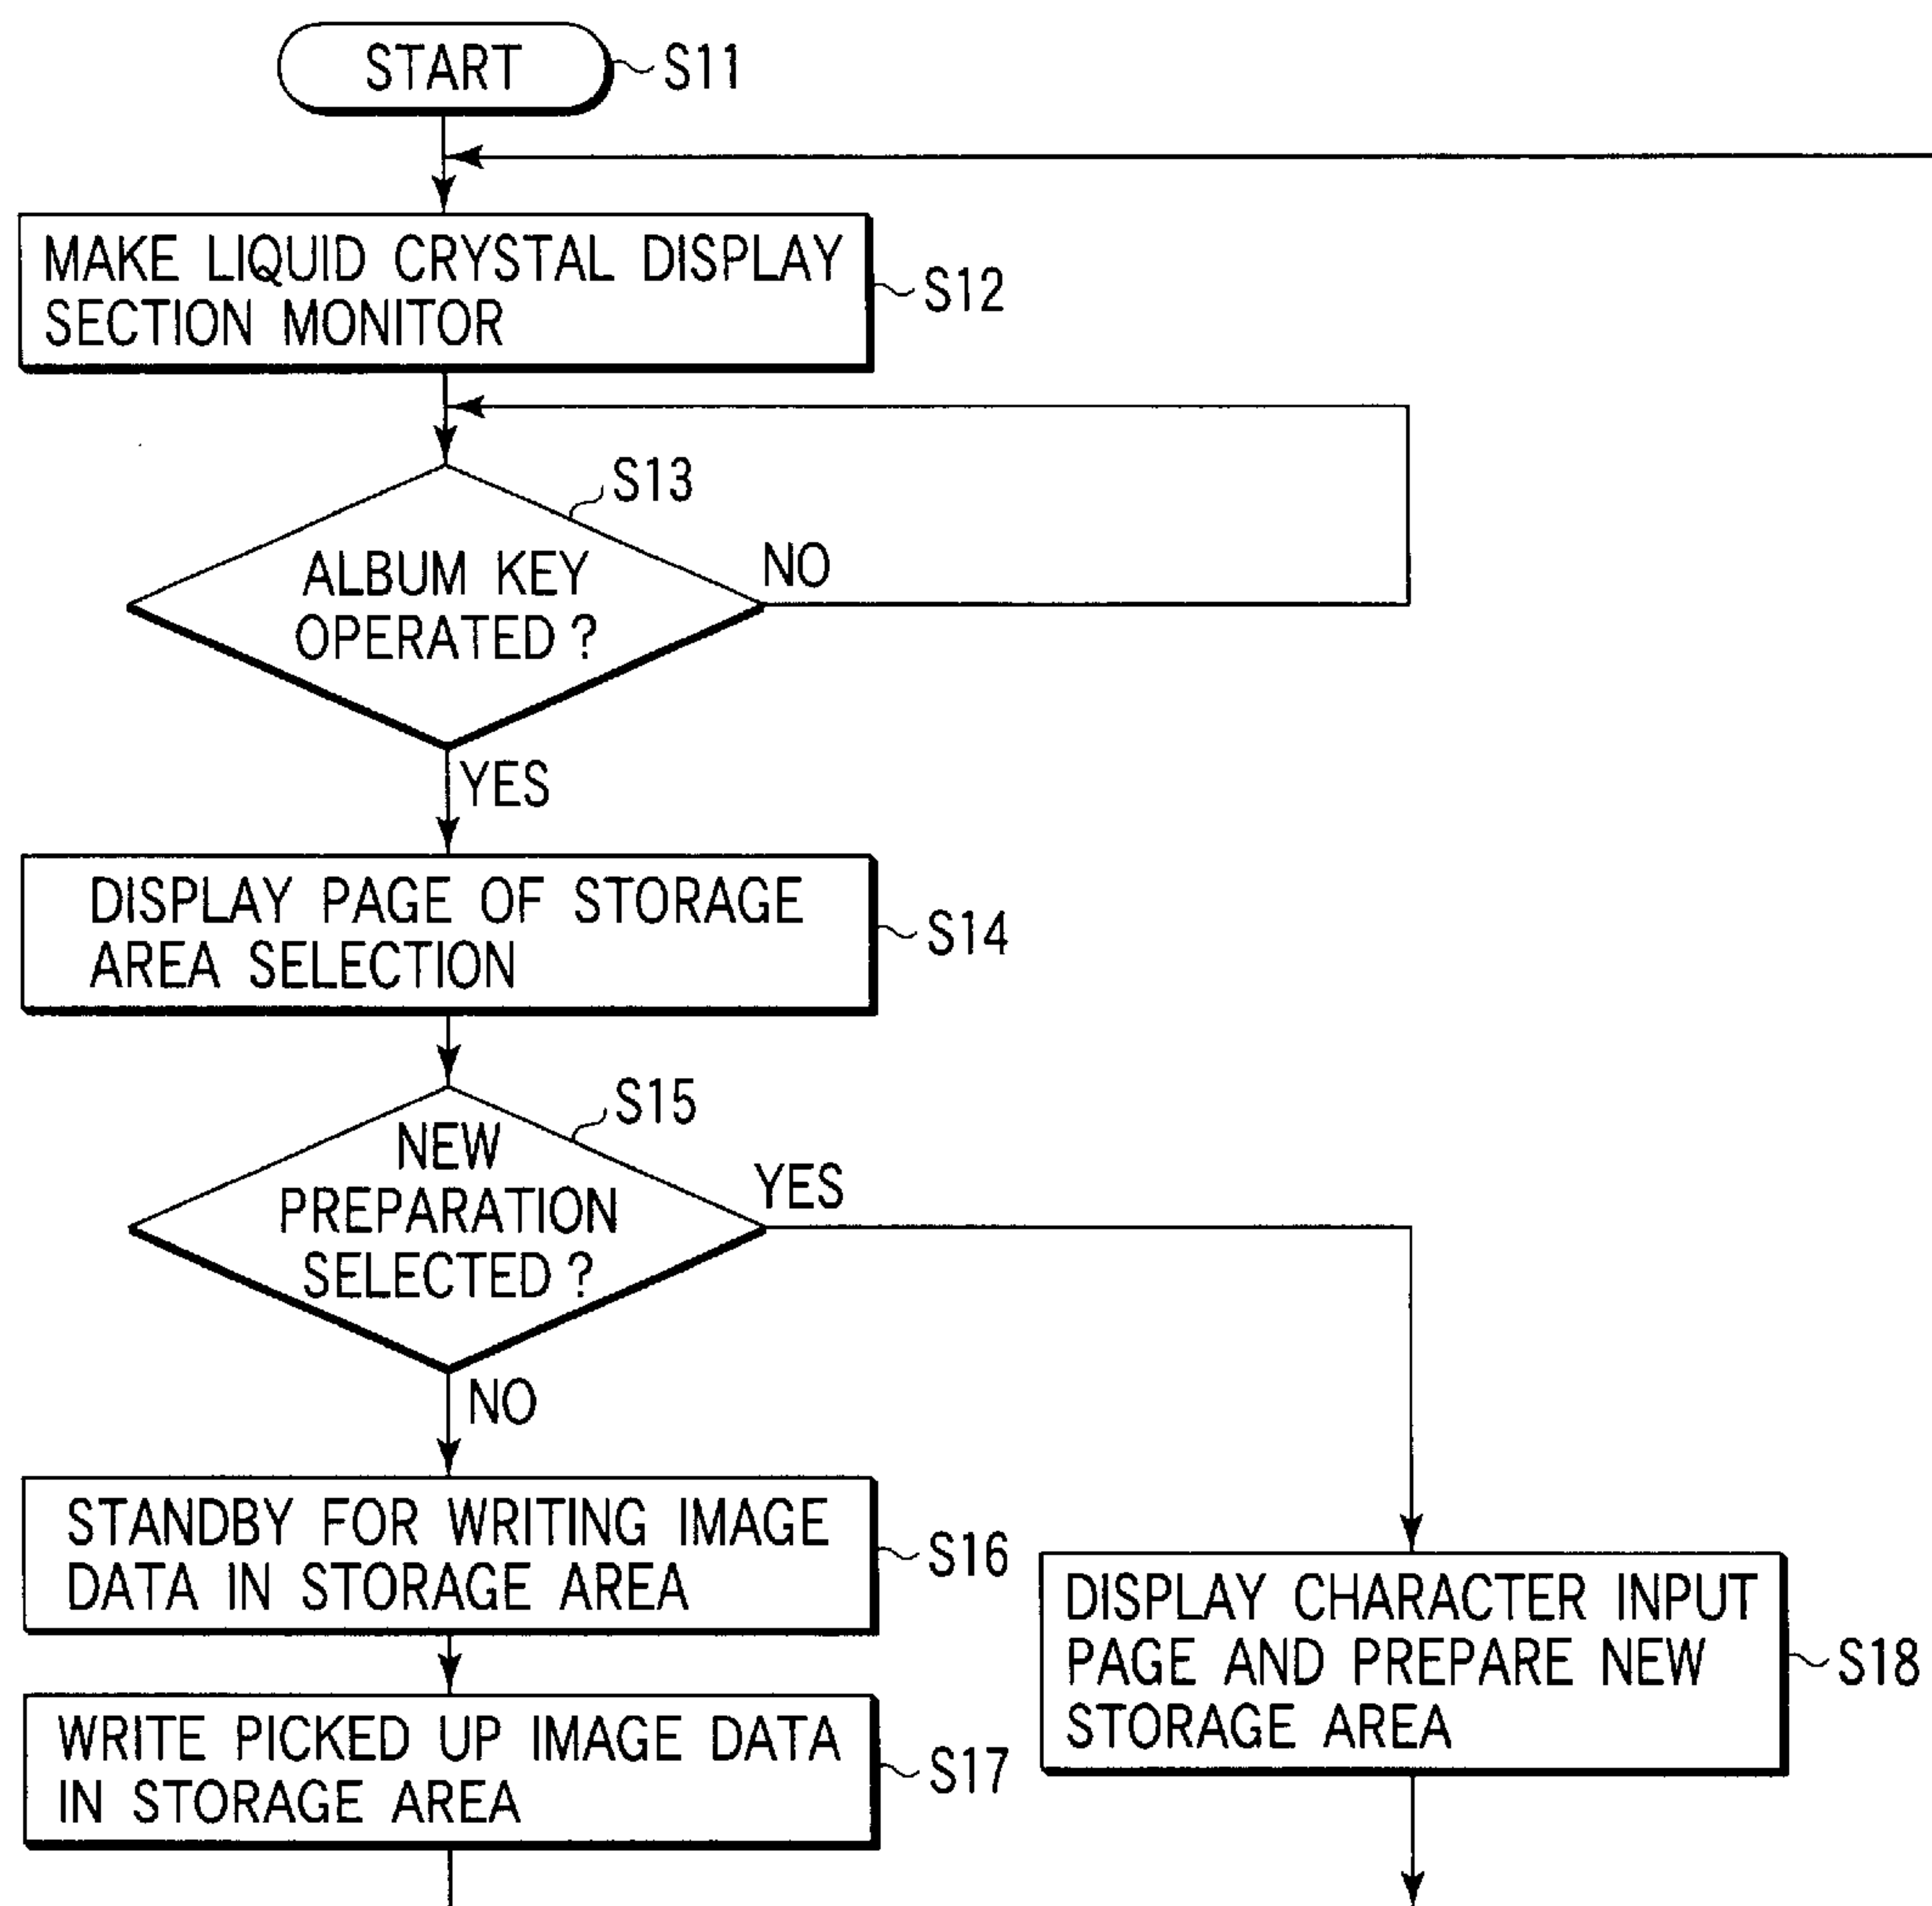 START
S11
MAKE LIQUID CRYSTAL DISPLAY
SECTION MONITOR
S12
S13
ALBUM KEY
OPERATED ?
NO
YES
DISPLAY PAGE OF STORAGE
AREA SELECTION
S14
S15
NEW
PREPARATION
SELECTED ?
YES
NO
STANDBY FOR WRITING IMAGE
DATA IN STORAGE AREA
S16
WRITE PICKED UP IMAGE DATA
IN STORAGE AREA
S17
DISPLAY CHARACTER INPUT
PAGE AND PREPARE NEW
STORAGE AREA
S18